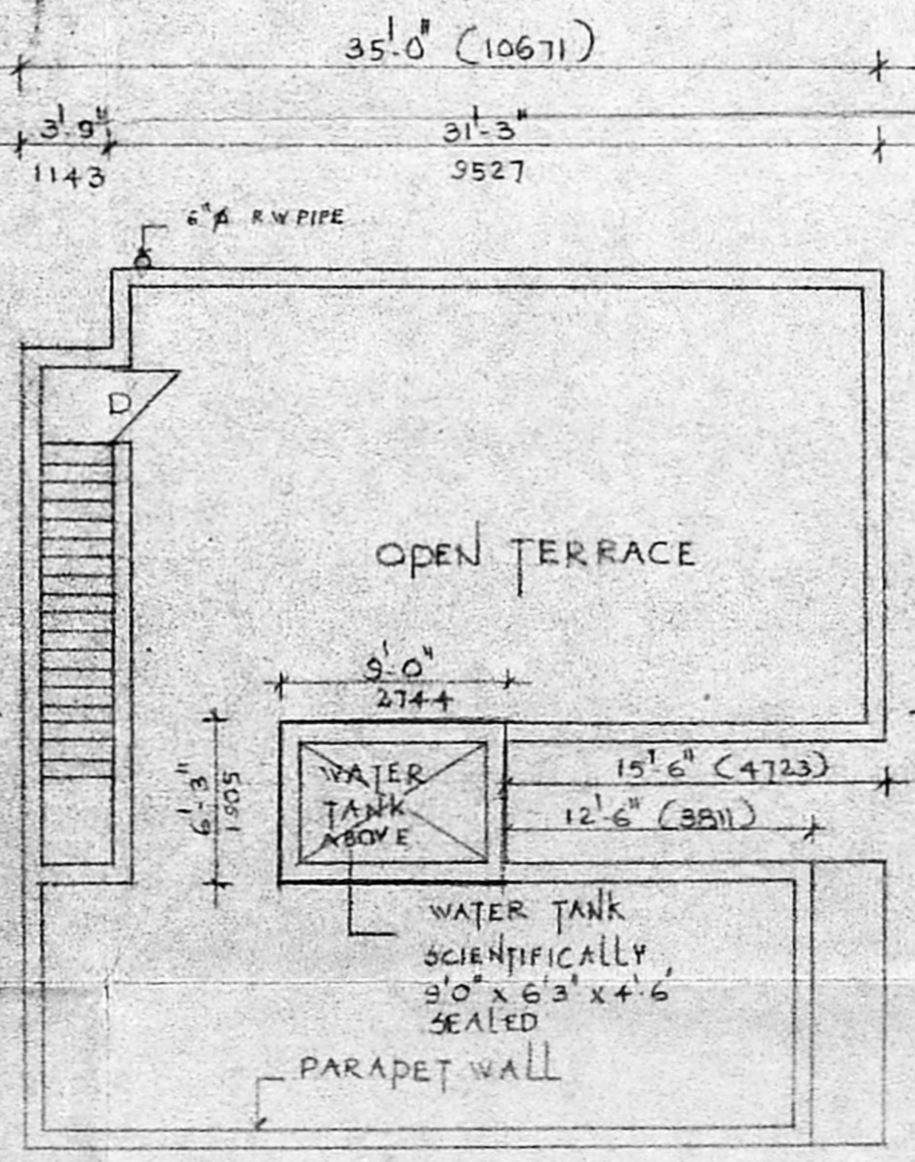 35'-0" (10671)
3'-9"
31'-3"
1143
9527
6"⌀ R W PIPE
D
OPEN TERRACE
9'-0"
2744
6'-3"
1905
WATER
TANK
ABOVE
15'-6" (4723)
12'-6" (3811)
WATER TANK
SCIENTIFICALLY
9'0" x 6'3" x 4'-6'
SEALED
PARAPET WALL